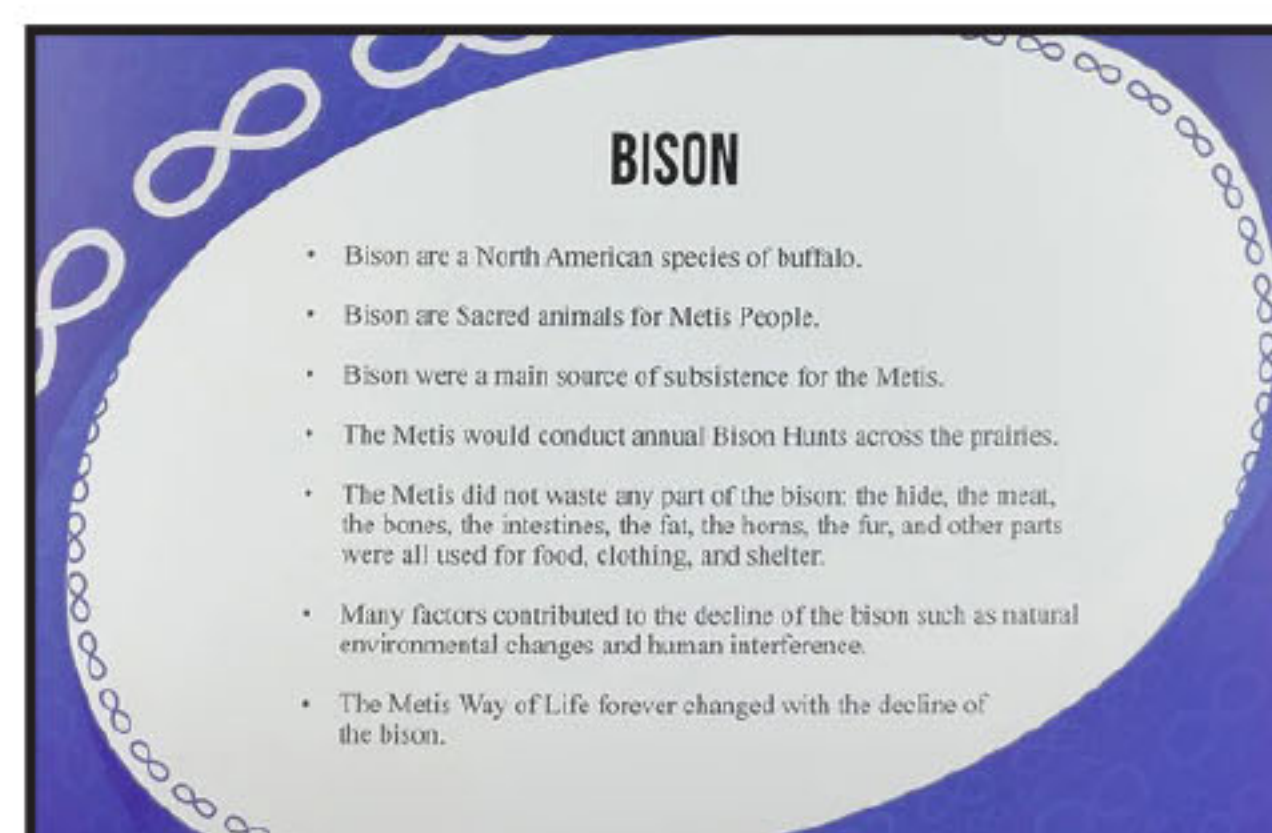 BISON
• Bison are a North American species of buffalo.
• Bison are Sacred animals for Metis People.
• Bison were a main source of subsistence for the Metis.
• The Metis would conduct annual Bison Hunts across the prairies.
• The Metis did not waste any part of the bison: the hide, the meat,
the bones, the intestines, the fat, the horns, the fur, and other parts
were all used for food, clothing, and shelter.
• Many factors contributed to the decline of the bison such as natural
environmental changes and human interference.
• The Metis Way of Life forever changed with the decline of
the bison.